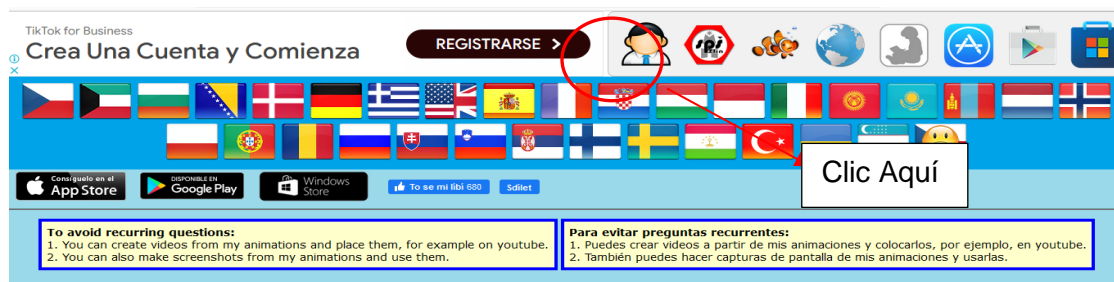 TikTok for Business
Crea Una Cuenta y Comienza
REGISTRARSE >
Clic Aquí
Consíguelo en el
App Store
DISPONIBLE EN
Google Play
Windows
Store
To se mi líbí 680
Sdílet
To avoid recurring questions:
1. You can create videos from my animations and place them, for example on youtube.
2. You can also make screenshots from my animations and use them.
Para evitar preguntas recurrentes:
1. Puedes crear videos a partir de mis animaciones y colocarlos, por ejemplo, en youtube.
2. También puedes hacer capturas de pantalla de mis animaciones y usarlas.